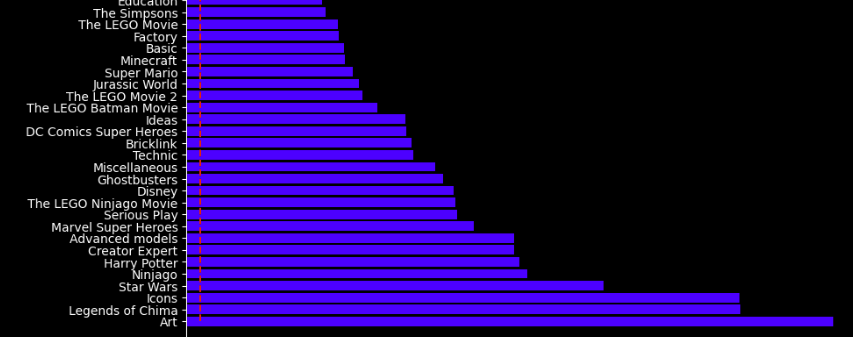 Education
The Simpsons
The LEGO Movie
Factory
Basic
Minecraft
Super Mario
Jurassic World
The LEGO Movie 2
The LEGO Batman Movie
Ideas
DC Comics Super Heroes
Bricklink
Technic
Miscellaneous
Ghostbusters
Disney
The LEGO Ninjago Movie
Serious Play
Marvel Super Heroes
Advanced models
Creator Expert
Harry Potter
Ninjago
Star Wars
Icons
Legends of Chima
Art